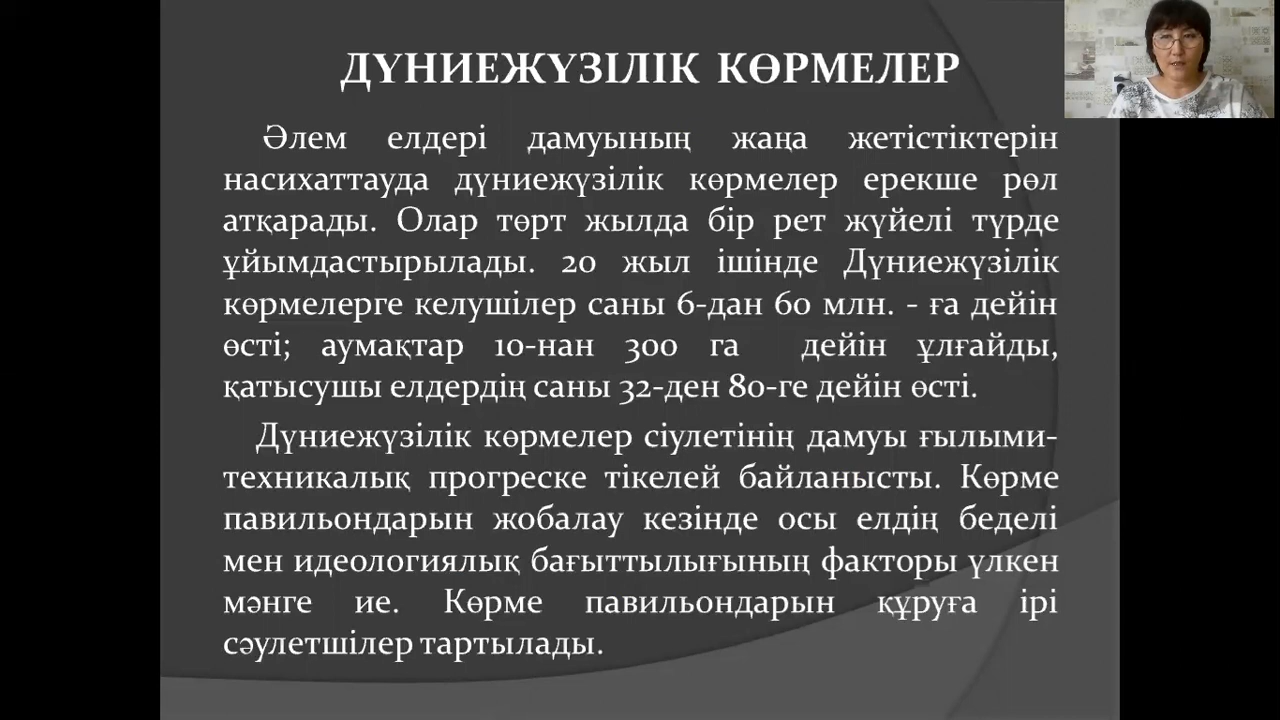 ДҮНИЕЖҮЗІЛІК КӨРМЕЛЕР
Әлем елдері дамуының жаңа жетістіктерін
насихаттауда дүниежүзілік көрмелер ерекше рөл
атқарады. Олар төрт жылда бір рет жүйелі түрде
ұйымдастырылады. 20 жыл ішінде Дүниежүзілік
көрмелерге келушілер саны 6-дан 60 млн. - ға дейін
өсті; аумақтар 10-нан 300 га дейін ұлғайды,
қатысушы елдердің саны 32-ден 80-ге дейін өсті.
Дүниежүзілік көрмелер сіулетінің дамуы ғылыми-
техникалық прогреске тікелей байланысты. Көрме
павильондарын жобалау кезінде осы елдің беделі
мен идеологиялық бағыттылығының факторы үлкен
мәнге ие. Көрме павильондарын құруға ірі
сәулетшілер тартылады.